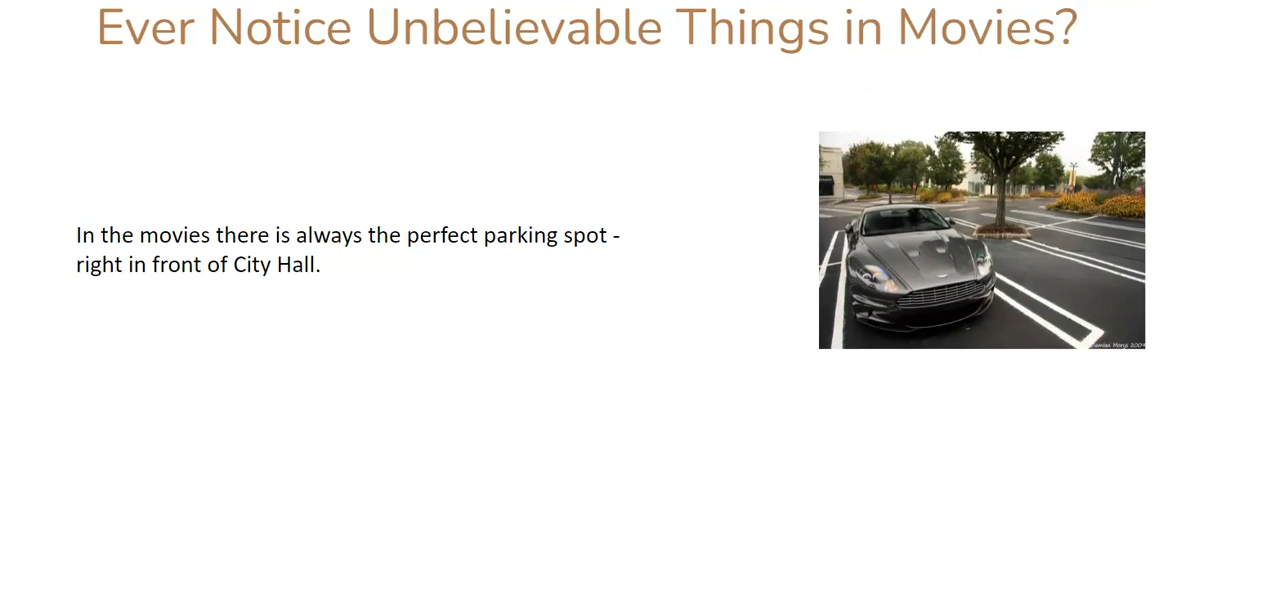 Ever Notice Unbelievable Things in Movies?
In the movies there is always the perfect parking spot -
right in front of City Hall.